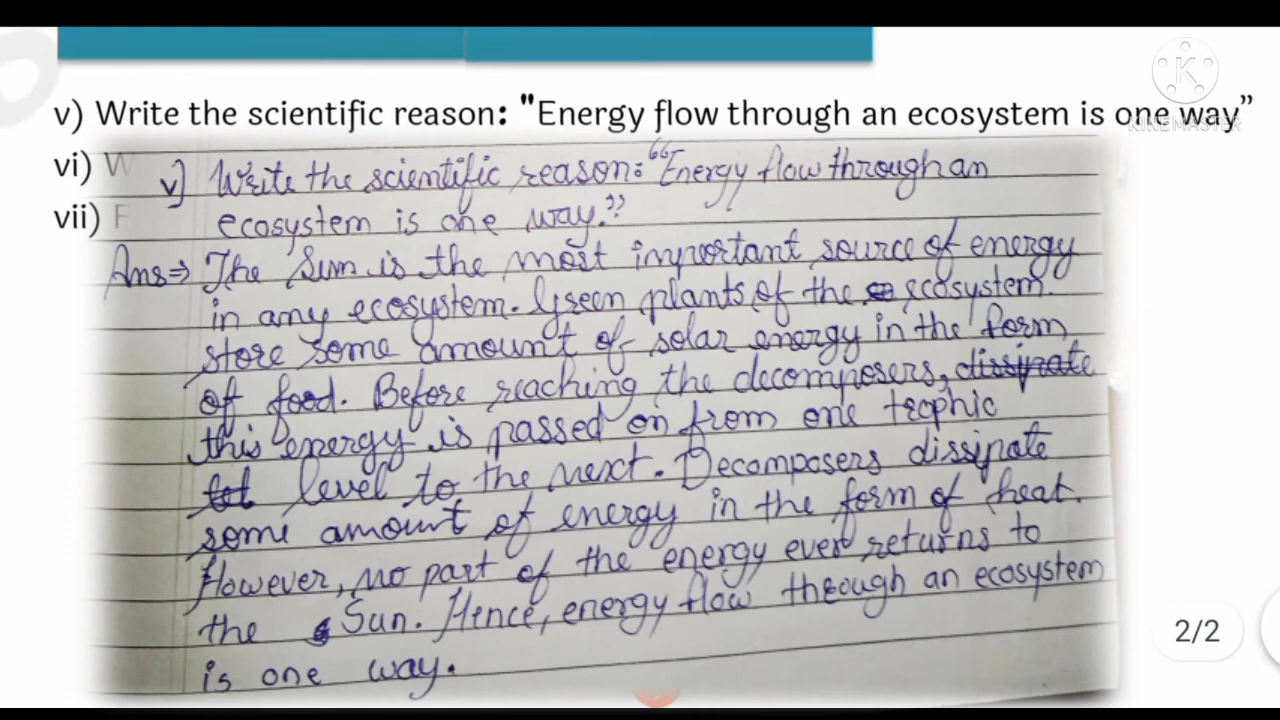 v) Write the scientific reason: "Energy flow through an ecosystem is one way”
KINEMASTER
vi) W
v) Write the scientific reason: “Energy flow through an
vii) F
ecosystem is one way.”
Ans⇒ The Sun is the most important source of energy
in any ecosystem. Green plants of the ecosystem
store some amount of solar energy in the form
of food. Before reaching the decomposers, dissipate
this energy is passed on from one trophic
level to the next. Decomposers dissipate
some amount of energy in the form of heat.
However, no part of the energy ever returns to
the Sun. Hence, energy flow through an ecosystem
is one way.
2/2